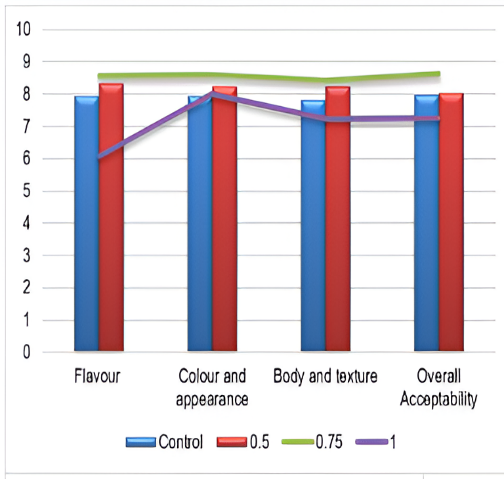 10
9
8
7
6
5
4
3
2
1
0
Flavour
Colour and appearance
Body and texture
Overall Acceptability
Control 0.5 0.75 1